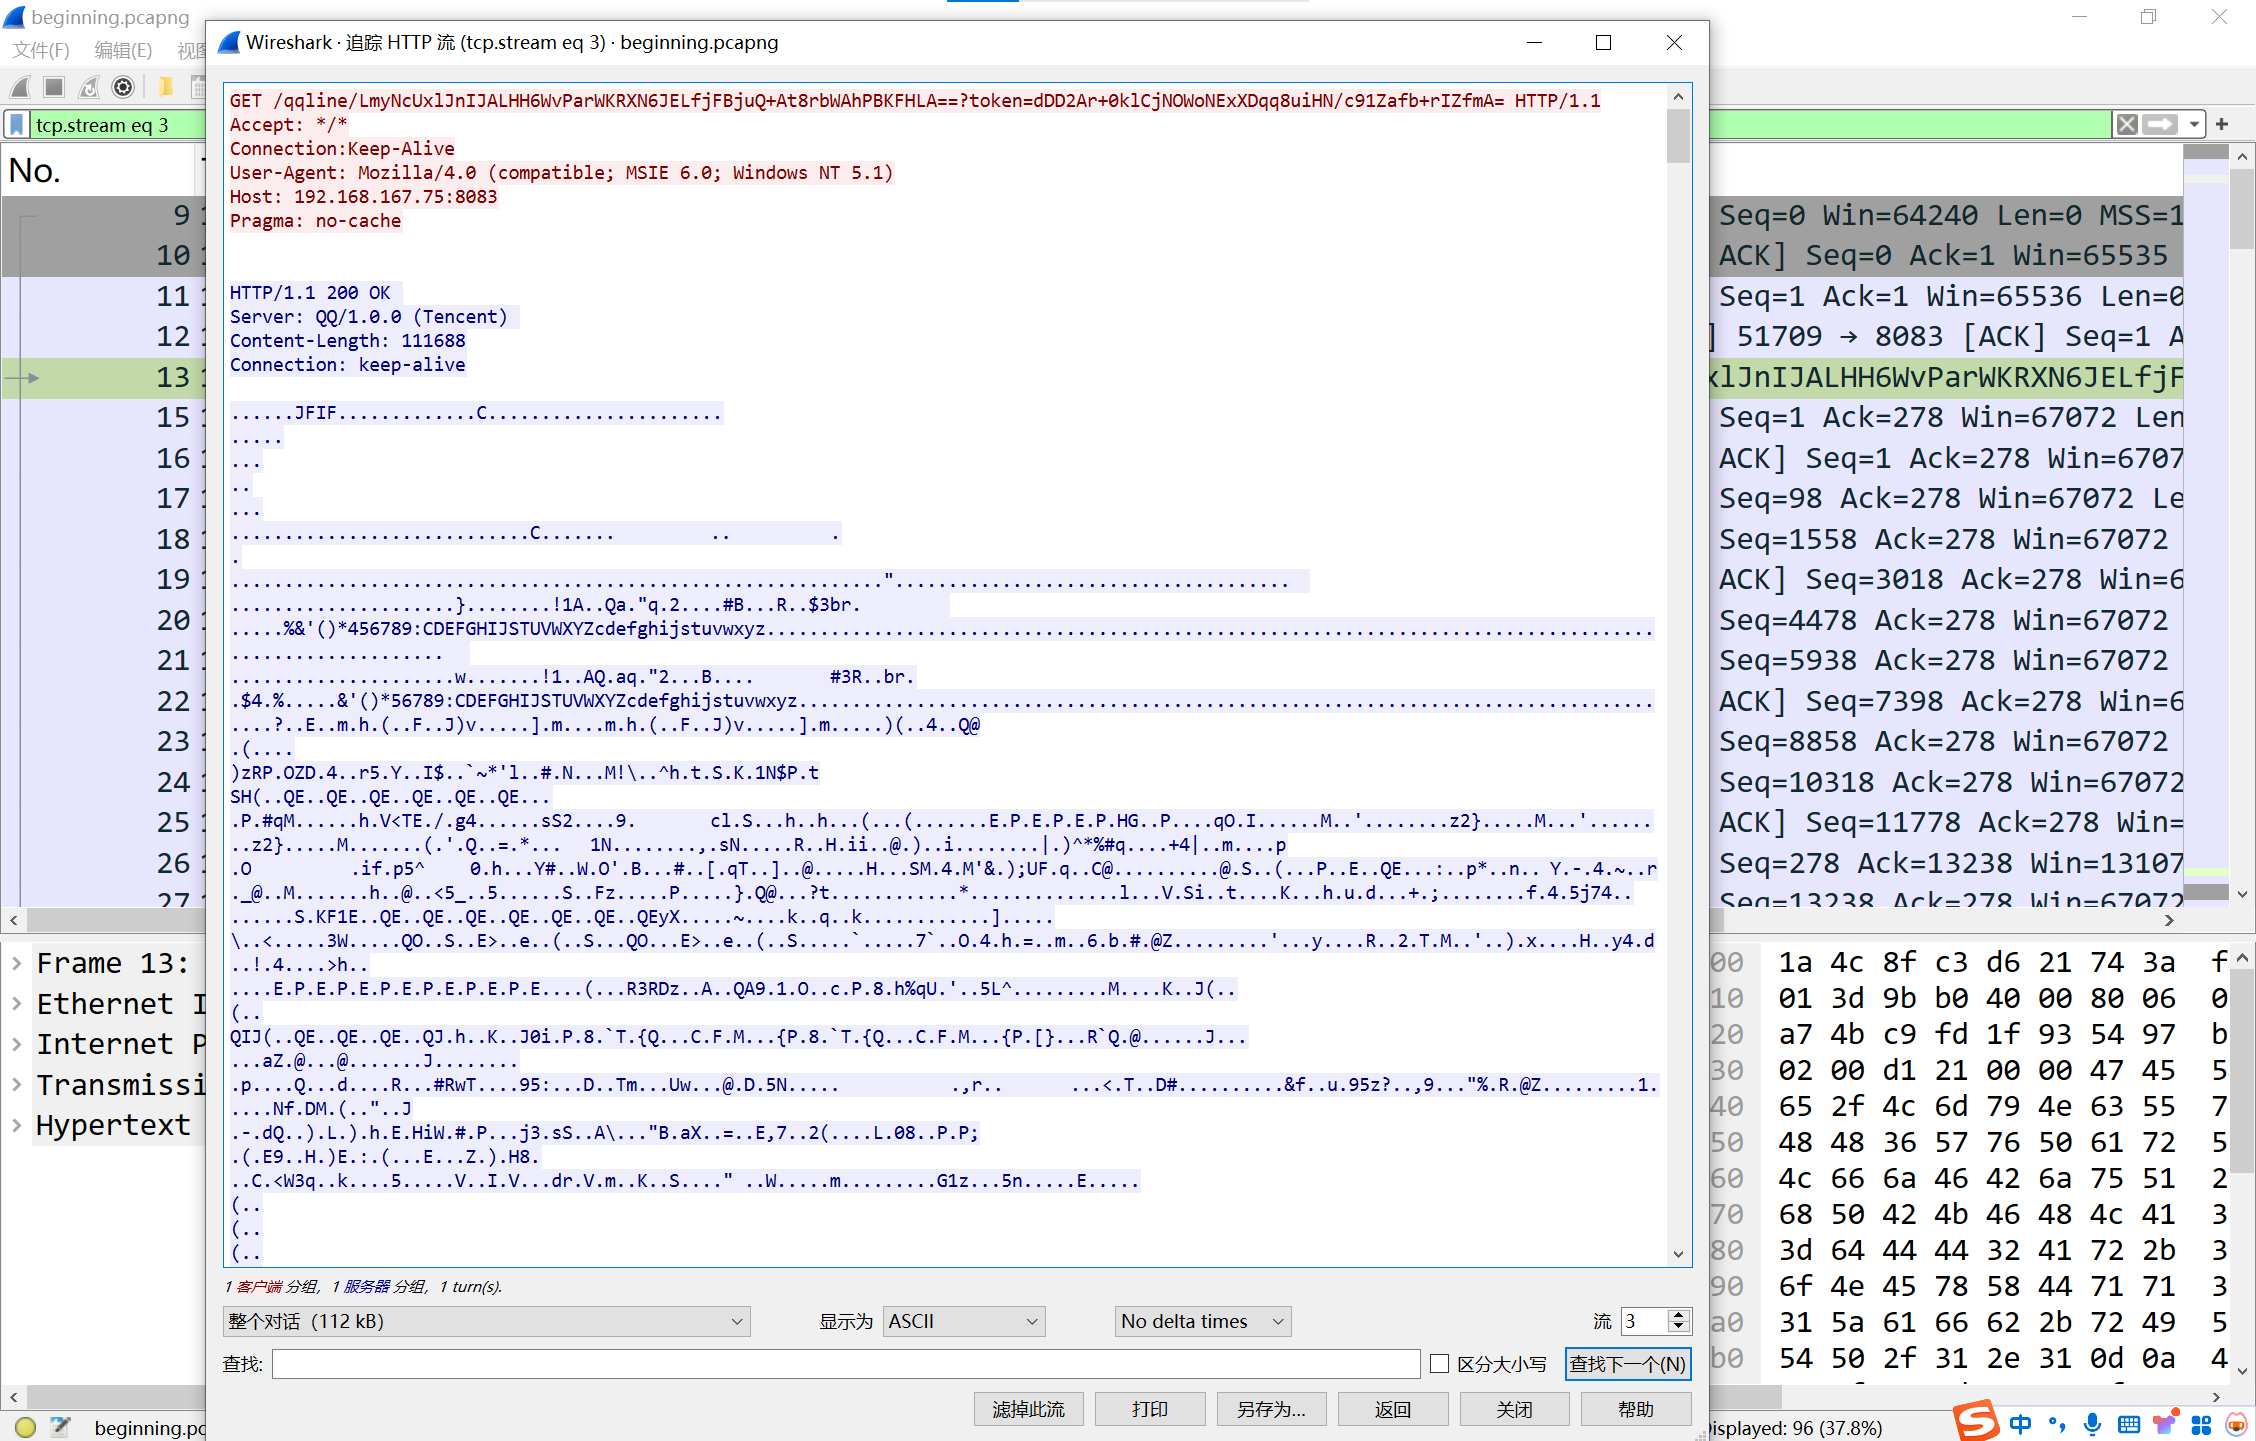 beginning.pcapng
文件(F) 编辑(E)
Wireshark · 追踪 HTTP 流 (tcp.stream eq 3) · beginning.pcapng
tcp.stream eq 3
No.
9
10
11
12
13
15
16
17
18
19
20
21
22
23
24
25
26
27
GET /qqline/LmyNcUxlJnIJALHH6WvParWKRXN6JELfjFBjuQ+At8rbWAhPBKFHLA==?token=dDD2Ar+0klCjNOWoNExXDqq8uiHN/c91Zafb+rIZfmA= HTTP/1.1
Accept: */*
Connection:Keep-Alive
User-Agent: Mozilla/4.0 (compatible; MSIE 6.0; Windows NT 5.1)
Host: 192.168.167.75:8083
Pragma: no-cache
HTTP/1.1 200 OK
Server: QQ/1.0.0 (Tencent)
Content-Length: 111688
Connection: keep-alive
......JFIF.............C......................
.....
...
..
...
............................C....... .. .
.
.............................................................".....................................
.....................}........!1A..Qa."q.2....#B...R..$3br.
.....%&'()*456789:CDEFGHIJSTUVWXYZcdefghijstuvwxyz...................................................................................
....................
.....................w.......!1..AQ.aq."2...B.... #3R..br.
.$4.%.....&'()*56789:CDEFGHIJSTUVWXYZcdefghijstuvwxyz................................................................................
....?..E..m.h.(..F..J)v.....].m....m.h.(..F..J)v.....].m.....)(..4..Q@
.(....
)zRP.OZD.4..r5.Y..I$..`~*'l..#.N...M!\..^h.t.S.K.1N$P.t
SH(..QE..QE..QE..QE..QE..QE...
.P.#qM......h.V<TE./.g4......sS2....9. cl.S...h..h...(...(.......E.P.E.P.E.P.HG..P....qO.I......M..'........z2}.....M...'......
..z2}.....M.......(.'.Q..=.*... 1N........,.sN.....R..H.ii..@.)..i........|.)^*%#q....+4|..m....p
.O .if.p5^ 0.h...Y#..W.O'.B...#..[.qT..]..@.....H...SM.4.M'&.);UF.q..C@..........@.S..(...P..E..QE...:..p*..n.. Y.-.4.~..r
._@..M.......h..@..<5_..5......S..Fz.....P.....}.Q@...?t............*..............l...V.Si..t....K...h.u.d...+.;........f.4.5j74..
......S.KF1E..QE..QE..QE..QE..QE..QE..QEyX.....~....k..q..k............].....
\..<.....3W.....QO..S..E>..e..(..S...QO...E>..e..(..S.....`.....7`..O.4.h.=..m..6.b.#.@Z.........'...y....R..2.T.M..'..).x....H..y4.d
..!.4....>h..
....E.P.E.P.E.P.E.P.E.P.E.P.E....(...R3RDz..A..QA9.1.O..c.P.8.h%qU.'..5L^.........M....K..J(..
(..
QIJ(..QE..QE..QE..QJ.h..K..J0i.P.8.`T.{Q...C.F.M...{P.8.`T.{Q...C.F.M...{P.[}...R`Q.@......J...
...aZ.@...@.......J........
.p....Q...d....R...#RwT....95:...D..Tm...Uw...@.D.5N..... .,r.. ...<.T..D#..........&f..u.95z?..,9..."%.R.@Z.........1.
....Nf.DM.(.."..J
.-.dQ..).L.).h.E.HiW.#.P...j3.sS..A\..."B.aX..=..E,7..2(....L.08..P.P;
.(.E9..H.)E.:.(...E...Z.).H8.
..C.<W3q..k....5.....V..I.V...dr.V.m..K..S...." ..W.....m.........G1z...5n.....E.....
(..
(..
(..
Seq=0 Win=64240 Len=0 MSS=1
ACK] Seq=0 Ack=1 Win=65535
Seq=1 Ack=1 Win=65536 Len=0
] 51709 → 8083 [ACK] Seq=1 A
xlJnIJALHH6WvParWKRXN6JELfjF
Seq=1 Ack=278 Win=67072 Len
ACK] Seq=1 Ack=278 Win=6707
Seq=98 Ack=278 Win=67072 Le
Seq=1558 Ack=278 Win=67072
ACK] Seq=3018 Ack=278 Win=6
Seq=4478 Ack=278 Win=67072
Seq=5938 Ack=278 Win=67072
ACK] Seq=7398 Ack=278 Win=6
Seq=8858 Ack=278 Win=67072
Seq=10318 Ack=278 Win=67072
ACK] Seq=11778 Ack=278 Win=
Seq=278 Ack=13238 Win=13107
Seq=13238 Ack=278 Win=67072
Frame 13:
Ethernet I
Internet P
Transmissi
Hypertext
00 1a 4c 8f c3 d6 21 74 3a f
10 01 3d 9b b0 40 00 80 06 0
20 a7 4b c9 fd 1f 93 54 97 b
30 02 00 d1 21 00 00 47 45 5
40 65 2f 4c 6d 79 4e 63 55 7
50 48 48 36 57 76 50 61 72 5
60 4c 66 6a 46 42 6a 75 51 2
70 68 50 42 4b 46 48 4c 41 3
80 3d 64 44 44 32 41 72 2b 3
90 6f 4e 45 78 58 44 71 71 3
a0 31 5a 61 66 62 2b 72 49 5
b0 54 50 2f 31 2e 31 0d 0a 4
1 客户端 分组, 1 服务器 分组, 1 turn(s).
整个对话 (112 kB) 显示为 ASCII No delta times 流 3
查找: 区分大小写 查找下一个(N)
滤掉此流 打印 另存为... 返回 关闭 帮助
beginning.pc
isplayed: 96 (37.8%)
中